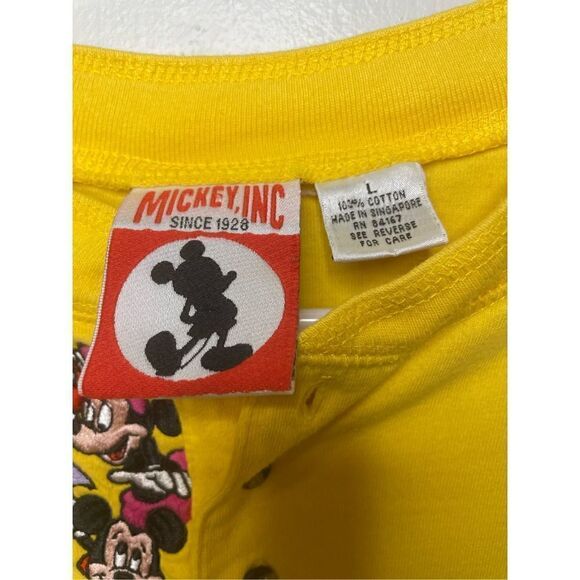 MICKEY, INC
SINCE 1928
L
100% COTTON
MADE IN SINGAPORE
RN 84167
SEE REVERSE
FOR CARE